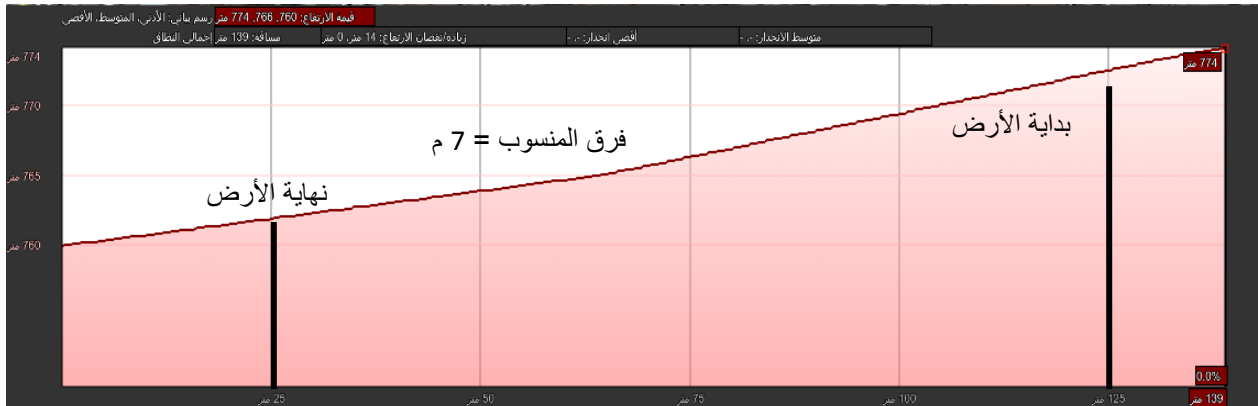 رسم بياني: الأدنى، المتوسط، الأقصى قيمة الارتفاع: 760، 766، 774 متر
إجمالي النطاق مسافة: 139 متر زيادة/نقصان الارتفاع: 14 متر، 0 متر أقصى انحدار: -، - متوسط الانحدار: -، -
774 متر
774 متر
770 متر
بداية الأرض
فرق المنسوب = 7 م
765 متر
نهاية الأرض
760 متر
0.0%
25 متر 50 متر 75 متر 100 متر 125 متر 139 متر